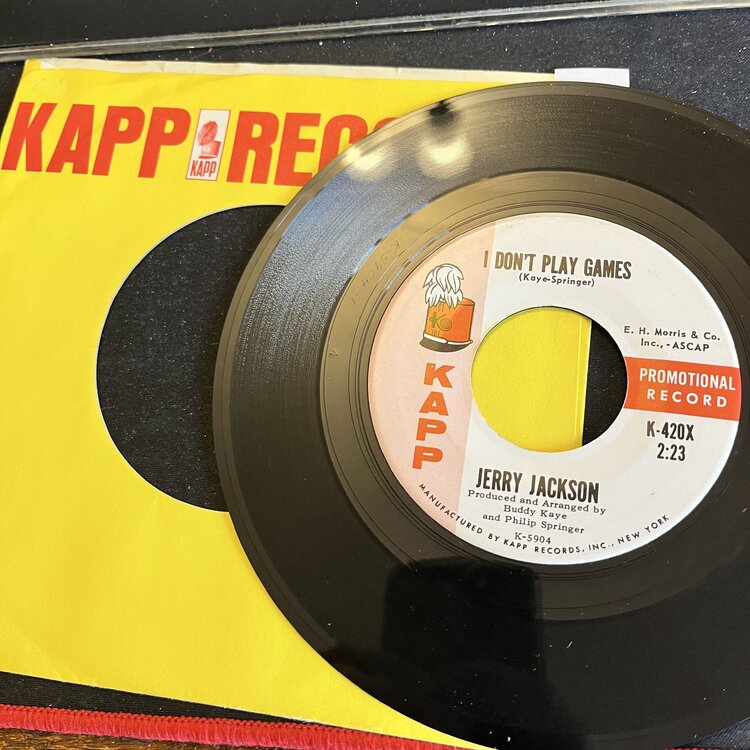 KAPP RECO
KAPP
I DON'T PLAY GAMES
(Kaye-Springer)
E. H. Morris & Co.
Inc., -ASCAP
PROMOTIONAL
RECORD
K-420X
2:23
KAPP
JERRY JACKSON
Produced and Arranged by
Buddy Kaye
and Philip Springer
K-5904
MANUFACTURED BY KAPP RECORDS, INC., NEW YORK